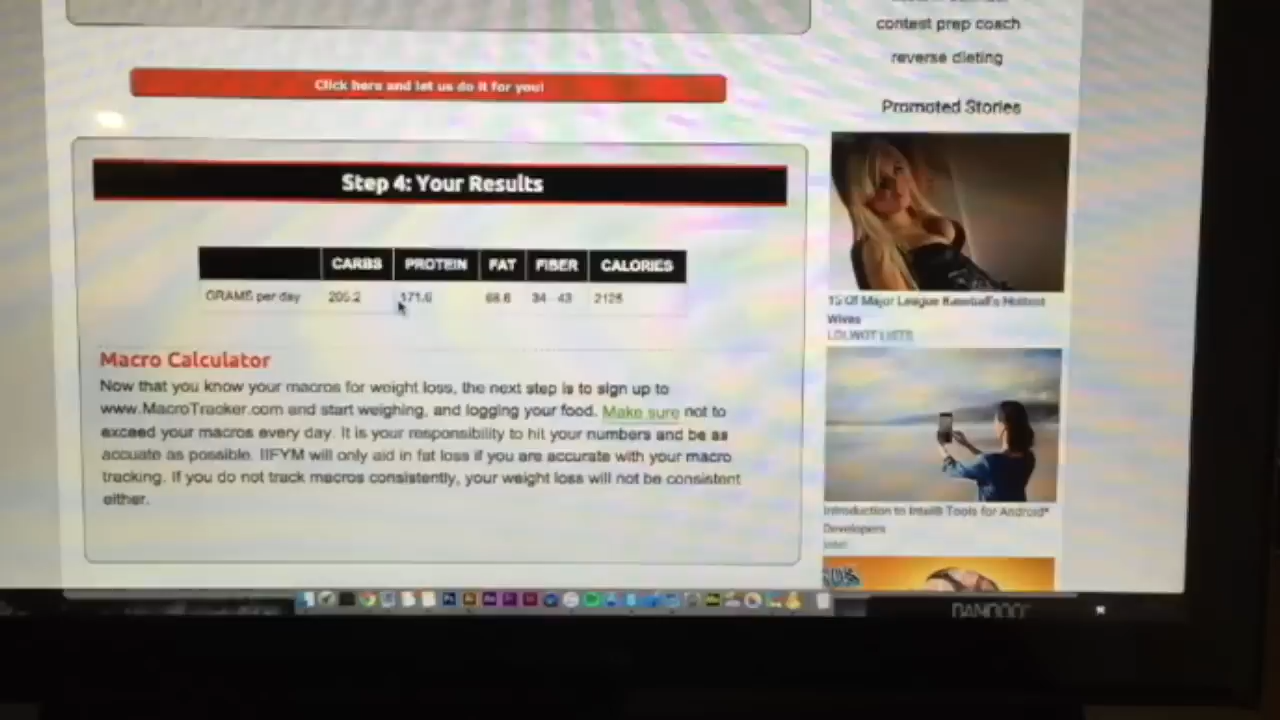 contest prep coach
reverse dieting
Click here and let us do it for you!
Promoted Stories
Step 4: Your Results
CARBS PROTEIN FAT FIBER CALORIES
GRAMS per day 205.2 171.6 68.6 34 43 2125
15 Of Major League Baseball's Hottest
Wives
LOLWOT LISTS
Macro Calculator
Now that you know your macros for weight loss, the next step is to sign up to
www.MacroTracker.com and start weighing, and logging your food. Make sure not to
exceed your macros every day. It is your responsibility to hit your numbers and be as
accuate as possible. IIFYM will only aid in fat loss if you are accurate with your macro
tracking. If you do not track macros consistently, your weight loss will not be consistent
either.
Introduction to Intel® Tools for Android*
Developers
Intel